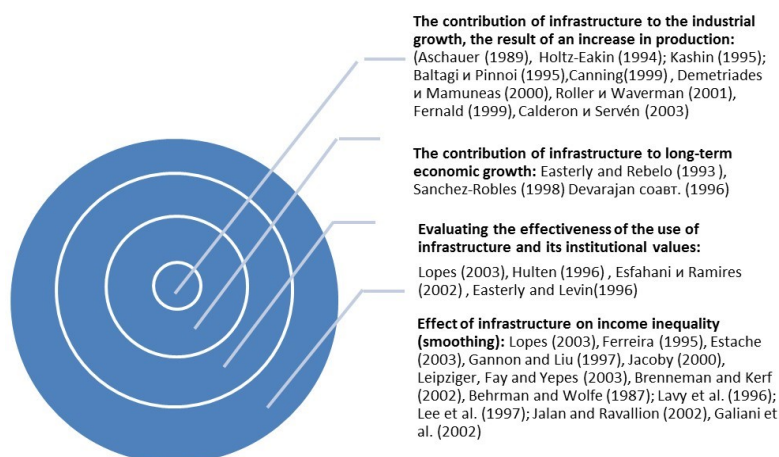 The contribution of infrastructure to the industrial
growth, the result of an increase in production:
(Aschauer (1989), Holtz-Eakin (1994); Kashin (1995);
Baltagi и Pinnoi (1995),Canning(1999) , Demetriades
и Mamuneas (2000), Roller и Waverman (2001),
Fernald (1999), Calderon и Servén (2003)
The contribution of infrastructure to long-term
economic growth: Easterly and Rebelo (1993),
Sanchez-Robles (1998) Devarajan соавт. (1996)
Evaluating the effectiveness of the use of
infrastructure and its institutional values:
Lopes (2003), Hulten (1996) , Esfahani и Ramires
(2002) , Easterly and Levin(1996)
Effect of infrastructure on income inequality
(smoothing): Lopes (2003), Ferreira (1995), Estache
(2003), Gannon and Liu (1997), Jacoby (2000),
Leipziger, Fay and Yepes (2003), Brenneman and Kerf
(2002), Behrman and Wolfe (1987); Lavy et al. (1996);
Lee et al. (1997); Jalan and Ravallion (2002), Galiani et
al. (2002)